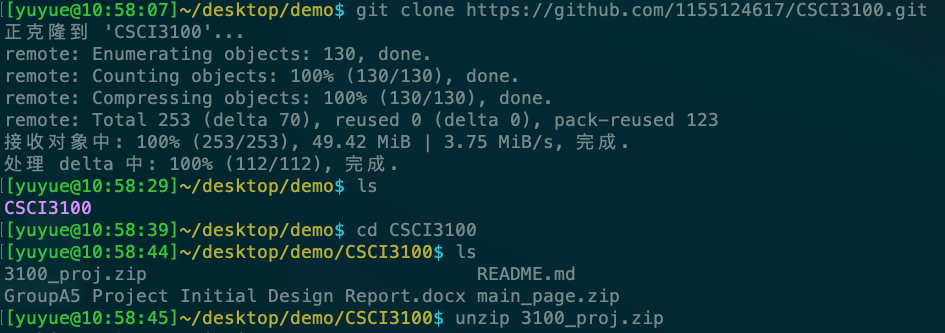 [yuyue@10:58:07]~/desktop/demo$ git clone https://github.com/1155124617/CSCI3100.git
正克隆到 'CSCI3100'...
remote: Enumerating objects: 130, done.
remote: Counting objects: 100% (130/130), done.
remote: Compressing objects: 100% (130/130), done.
remote: Total 253 (delta 70), reused 0 (delta 0), pack-reused 123
接收对象中: 100% (253/253), 49.42 MiB | 3.75 MiB/s, 完成.
处理 delta 中: 100% (112/112), 完成.
[[yuyue@10:58:29]~/desktop/demo$ ls
CSCI3100
[[yuyue@10:58:39]~/desktop/demo$ cd CSCI3100
[[yuyue@10:58:44]~/desktop/demo/CSCI3100$ ls
3100_proj.zip README.md
GroupA5 Project Initial Design Report.docx main_page.zip
[[yuyue@10:58:45]~/desktop/demo/CSCI3100$ unzip 3100_proj.zip